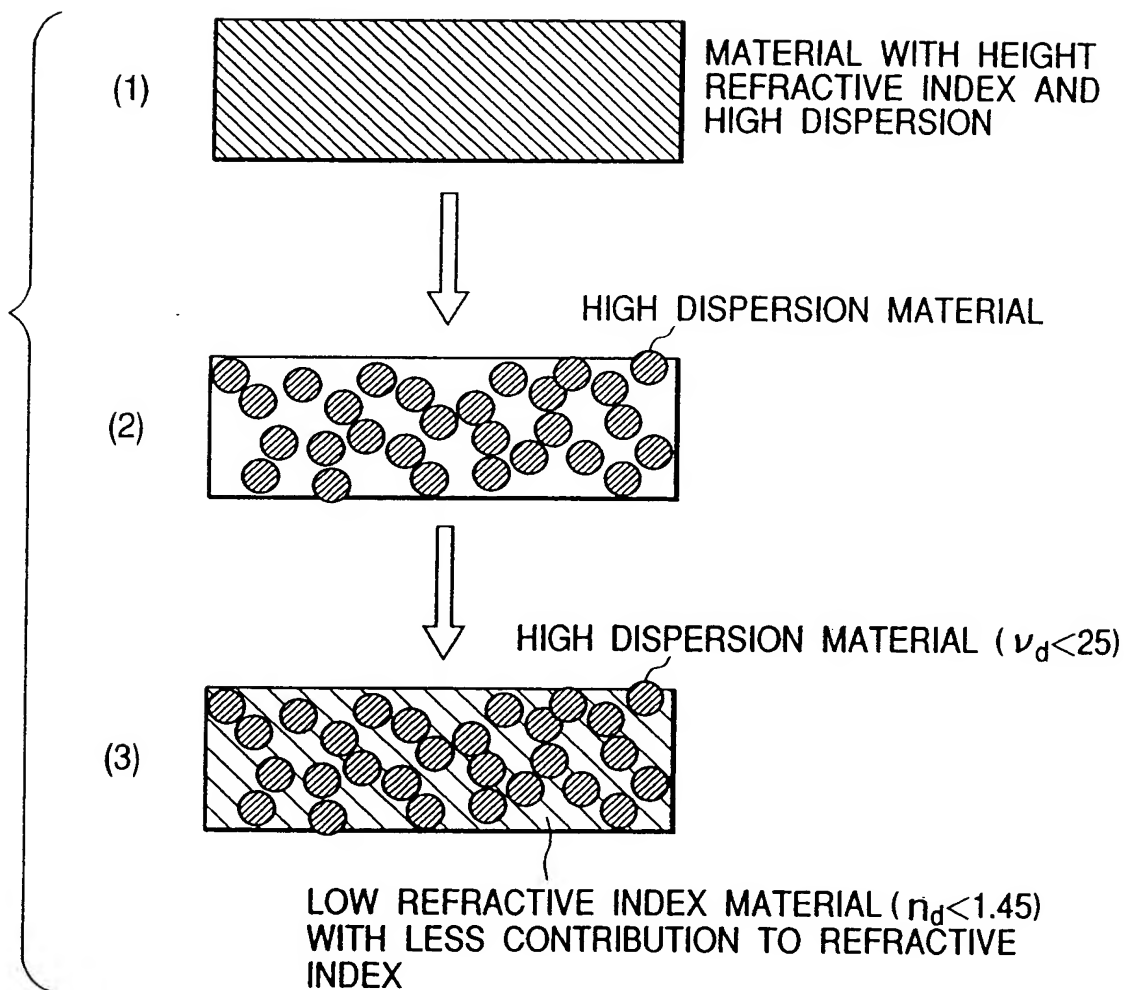 (1)
MATERIAL WITH HEIGHT
REFRACTIVE INDEX AND
HIGH DISPERSION
HIGH DISPERSION MATERIAL
(2)
HIGH DISPERSION MATERIAL (νd<25)
(3)
LOW REFRACTIVE INDEX MATERIAL (nd<1.45)
WITH LESS CONTRIBUTION TO REFRACTIVE
INDEX